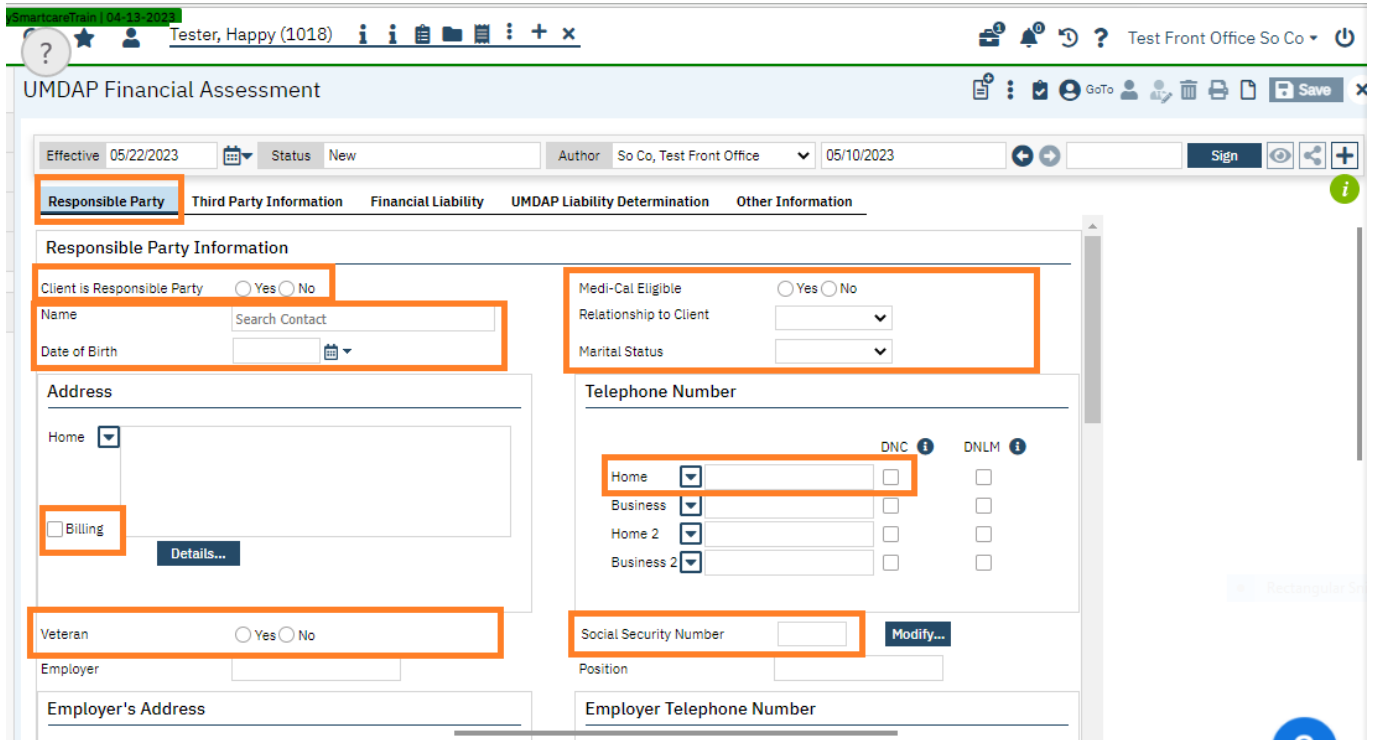 ySmartcareTrain | 04-13-2023
? Tester, Happy (1018) i i 1 0 ? Test Front Office So Co
UMDAP Financial Assessment GoTo Save
Effective 05/22/2023 Status New Author So Co, Test Front Office 05/10/2023 Sign
Responsible Party Third Party Information Financial Liability UMDAP Liability Determination Other Information i
Responsible Party Information
Client is Responsible Party Yes No Medi-Cal Eligible Yes No
Name Search Contact Relationship to Client
Date of Birth Marital Status
Address Telephone Number
Home
DNC i DNLM i
Home
Business
Billing Home 2
Details... Business 2
Veteran Yes No Social Security Number Modify...
Employer Position
Employer's Address Employer Telephone Number